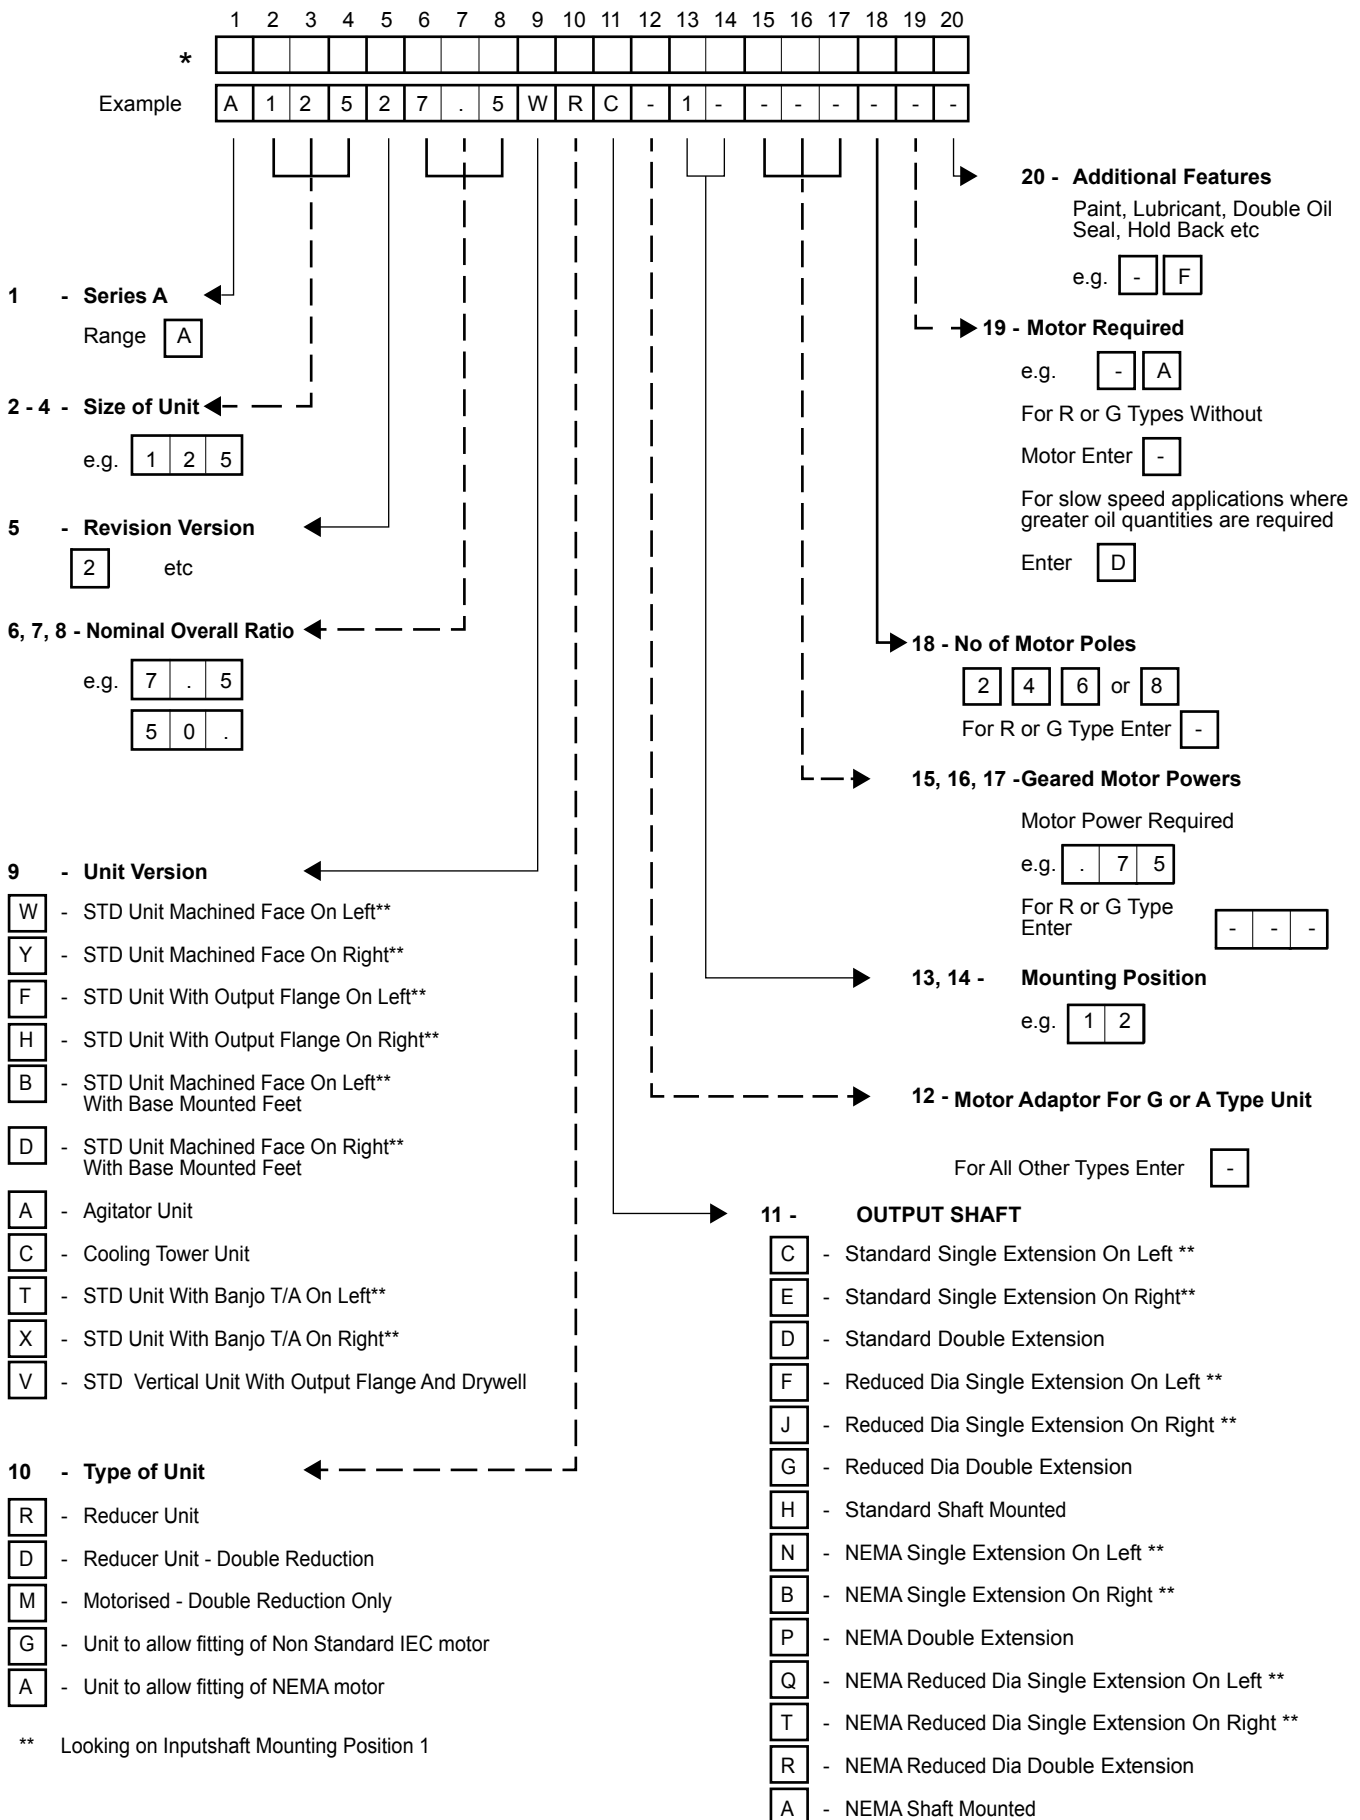 1 2 3 4 5 6 7 8 9 10 11 12 13 14 15 16 17 18 19 20
*
Example A 1 2 5 2 7 . 5 W R C - 1 - - - - - - -
1 - Series A
Range A
2 - 4 - Size of Unit
e.g. 1 2 5
5 - Revision Version
2 etc
6, 7, 8 - Nominal Overall Ratio
e.g. 7 . 5
5 0 .
9 - Unit Version
W - STD Unit Machined Face On Left**
Y - STD Unit Machined Face On Right**
F - STD Unit With Output Flange On Left**
H - STD Unit With Output Flange On Right**
B - STD Unit Machined Face On Left**
With Base Mounted Feet
D - STD Unit Machined Face On Right**
With Base Mounted Feet
A - Agitator Unit
C - Cooling Tower Unit
T - STD Unit With Banjo T/A On Left**
X - STD Unit With Banjo T/A On Right**
V - STD Vertical Unit With Output Flange And Drywell
10 - Type of Unit
R - Reducer Unit
D - Reducer Unit - Double Reduction
M - Motorised - Double Reduction Only
G - Unit to allow fitting of Non Standard IEC motor
A - Unit to allow fitting of NEMA motor
** Looking on Inputshaft Mounting Position 1
20 - Additional Features
Paint, Lubricant, Double Oil
Seal, Hold Back etc
e.g. - F
19 - Motor Required
e.g. - A
For R or G Types Without
Motor Enter -
For slow speed applications where
greater oil quantities are required
Enter D
18 - No of Motor Poles
2 4 6 or 8
For R or G Type Enter -
15, 16, 17 -Geared Motor Powers
Motor Power Required
e.g. . 7 5
For R or G Type
Enter - - -
13, 14 - Mounting Position
e.g. 1 2
12 - Motor Adaptor For G or A Type Unit
For All Other Types Enter -
11 - OUTPUT SHAFT
C - Standard Single Extension On Left **
E - Standard Single Extension On Right**
D - Standard Double Extension
F - Reduced Dia Single Extension On Left **
J - Reduced Dia Single Extension On Right **
G - Reduced Dia Double Extension
H - Standard Shaft Mounted
N - NEMA Single Extension On Left **
B - NEMA Single Extension On Right **
P - NEMA Double Extension
Q - NEMA Reduced Dia Single Extension On Left **
T - NEMA Reduced Dia Single Extension On Right **
R - NEMA Reduced Dia Double Extension
A - NEMA Shaft Mounted